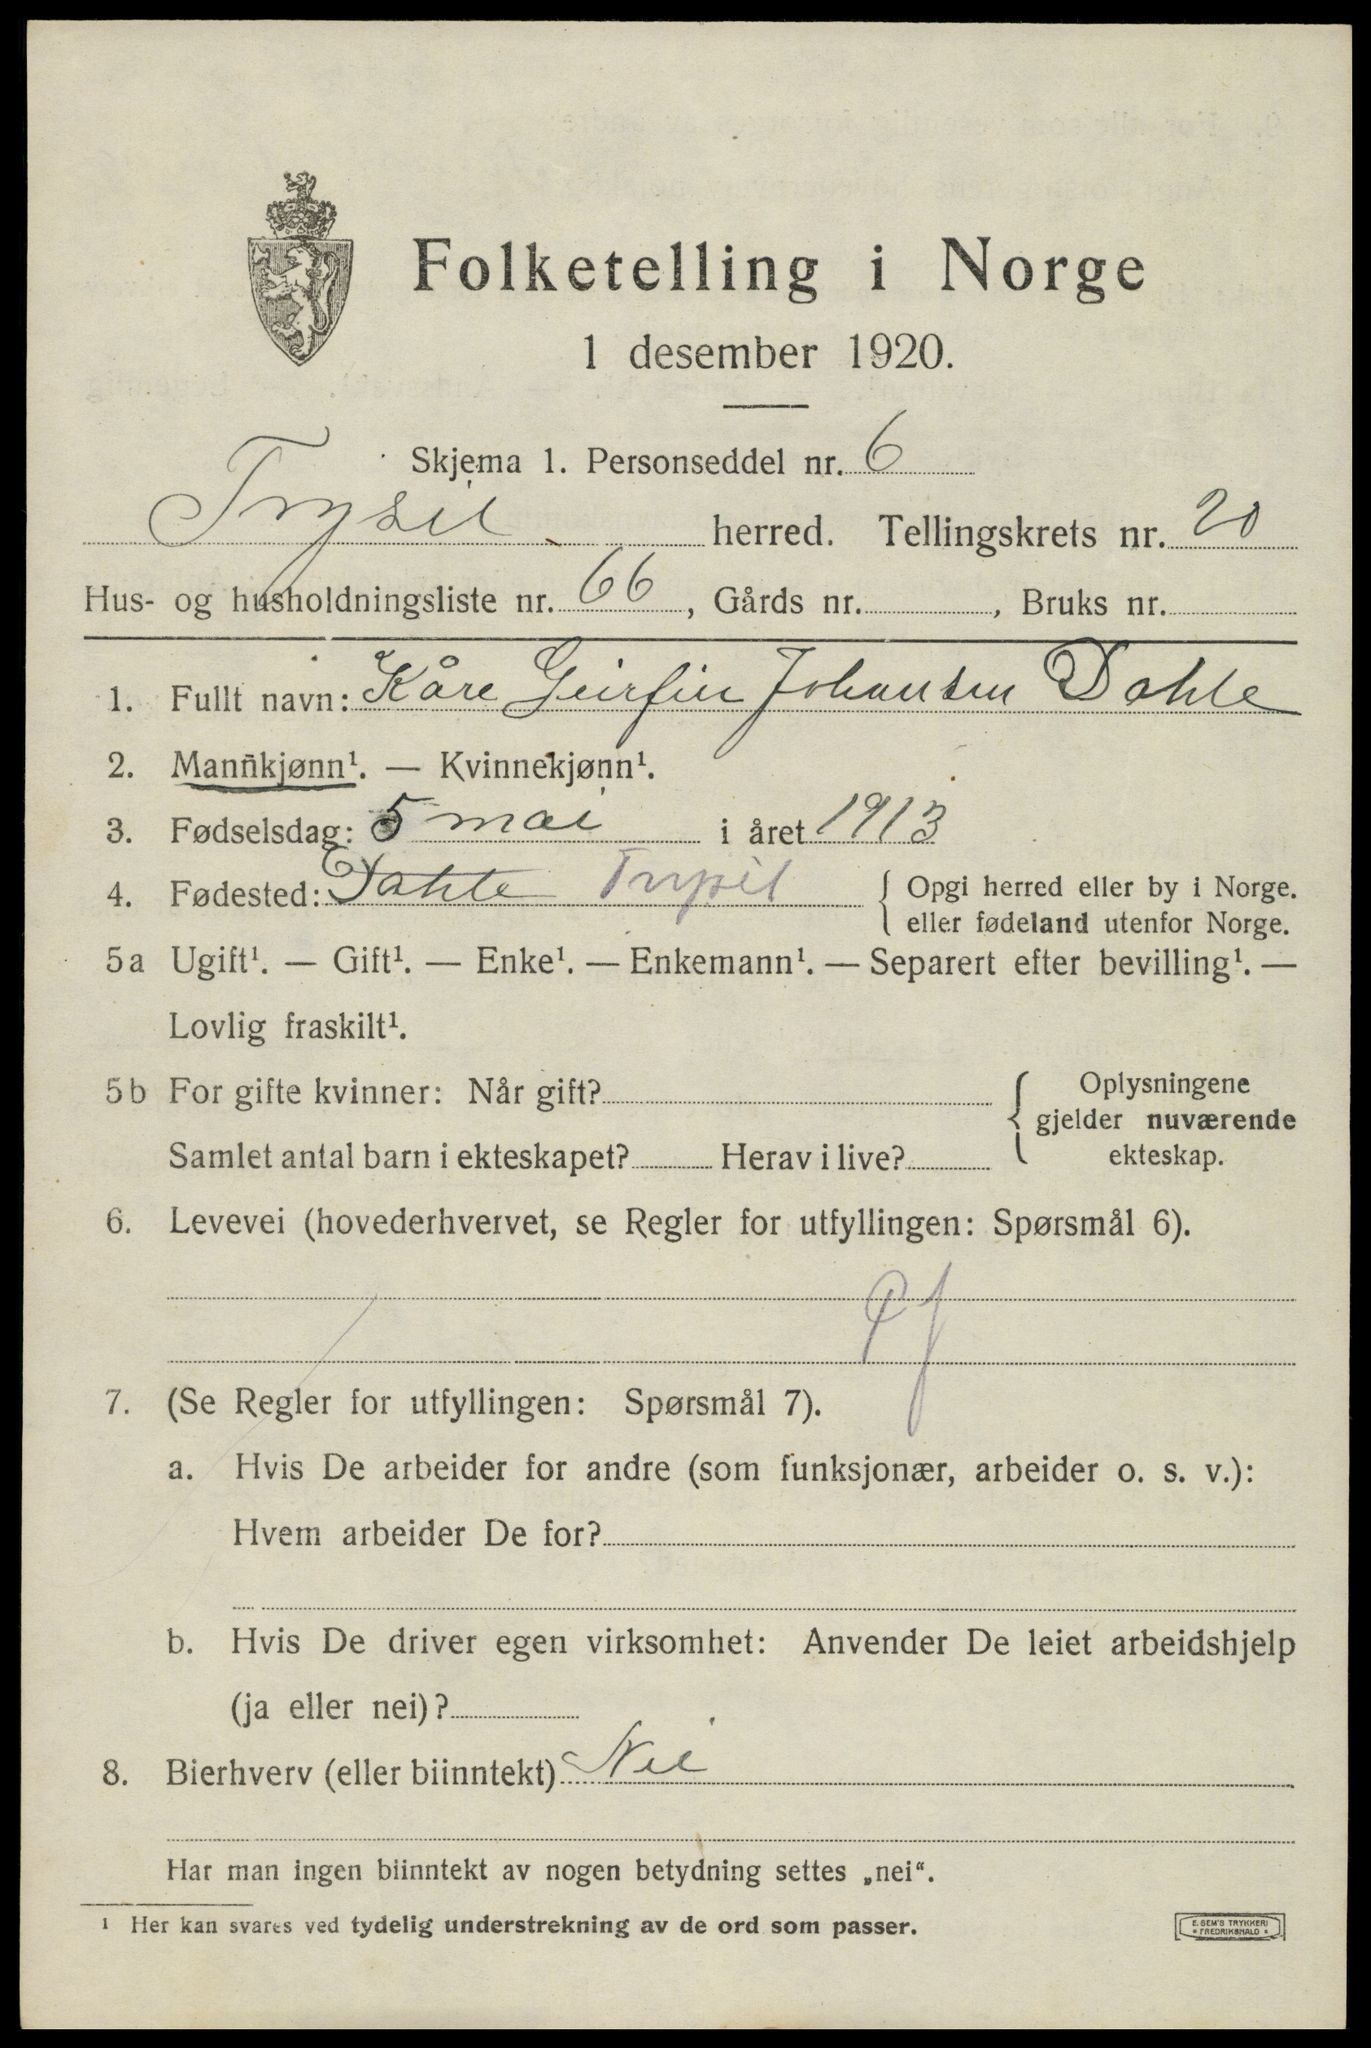 Folketelling i Norge
1 desember 1920.
Skjema 1. Personseddel nr. 6
Trysil herred. Tellingskrets nr. 20
Hus- og husholdningsliste nr. 66, Gårds nr. , Bruks nr.
1. Fullt navn: Kåre Geirfin Johansen Dahle
2. Mannkjønn¹. — Kvinnekjønn¹.
3. Fødselsdag: 5 mai i året 1913
4. Fødested: Dahle Trysil { Opgi herred eller by i Norge.
eller fødeland utenfor Norge.
5a Ugift¹. — Gift¹. — Enke¹. — Enkemann¹. — Separert efter bevilling¹. —
Lovlig fraskilt¹.
5b For gifte kvinner: Når gift? { Oplysningene
gjelder nuværende
Samlet antal barn i ekteskapet? Herav i live? ekteskap.
6. Levevei (hovederhvervet, se Regler for utfyllingen: Spørsmål 6).
Pf
7. (Se Regler for utfyllingen: Spørsmål 7).
a. Hvis De arbeider for andre (som funksjonær, arbeider o. s. v.):
Hvem arbeider De for?
b. Hvis De driver egen virksomhet: Anvender De leiet arbeidshjelp
(ja eller nei)?
8. Bierhverv (eller biinntekt) Nei
Har man ingen biinntekt av nogen betydning settes „nei“.
¹ Her kan svares ved tydelig understrekning av de ord som passer.
E. SEM'S TRYKKERI
* FREDRIKSHALD *